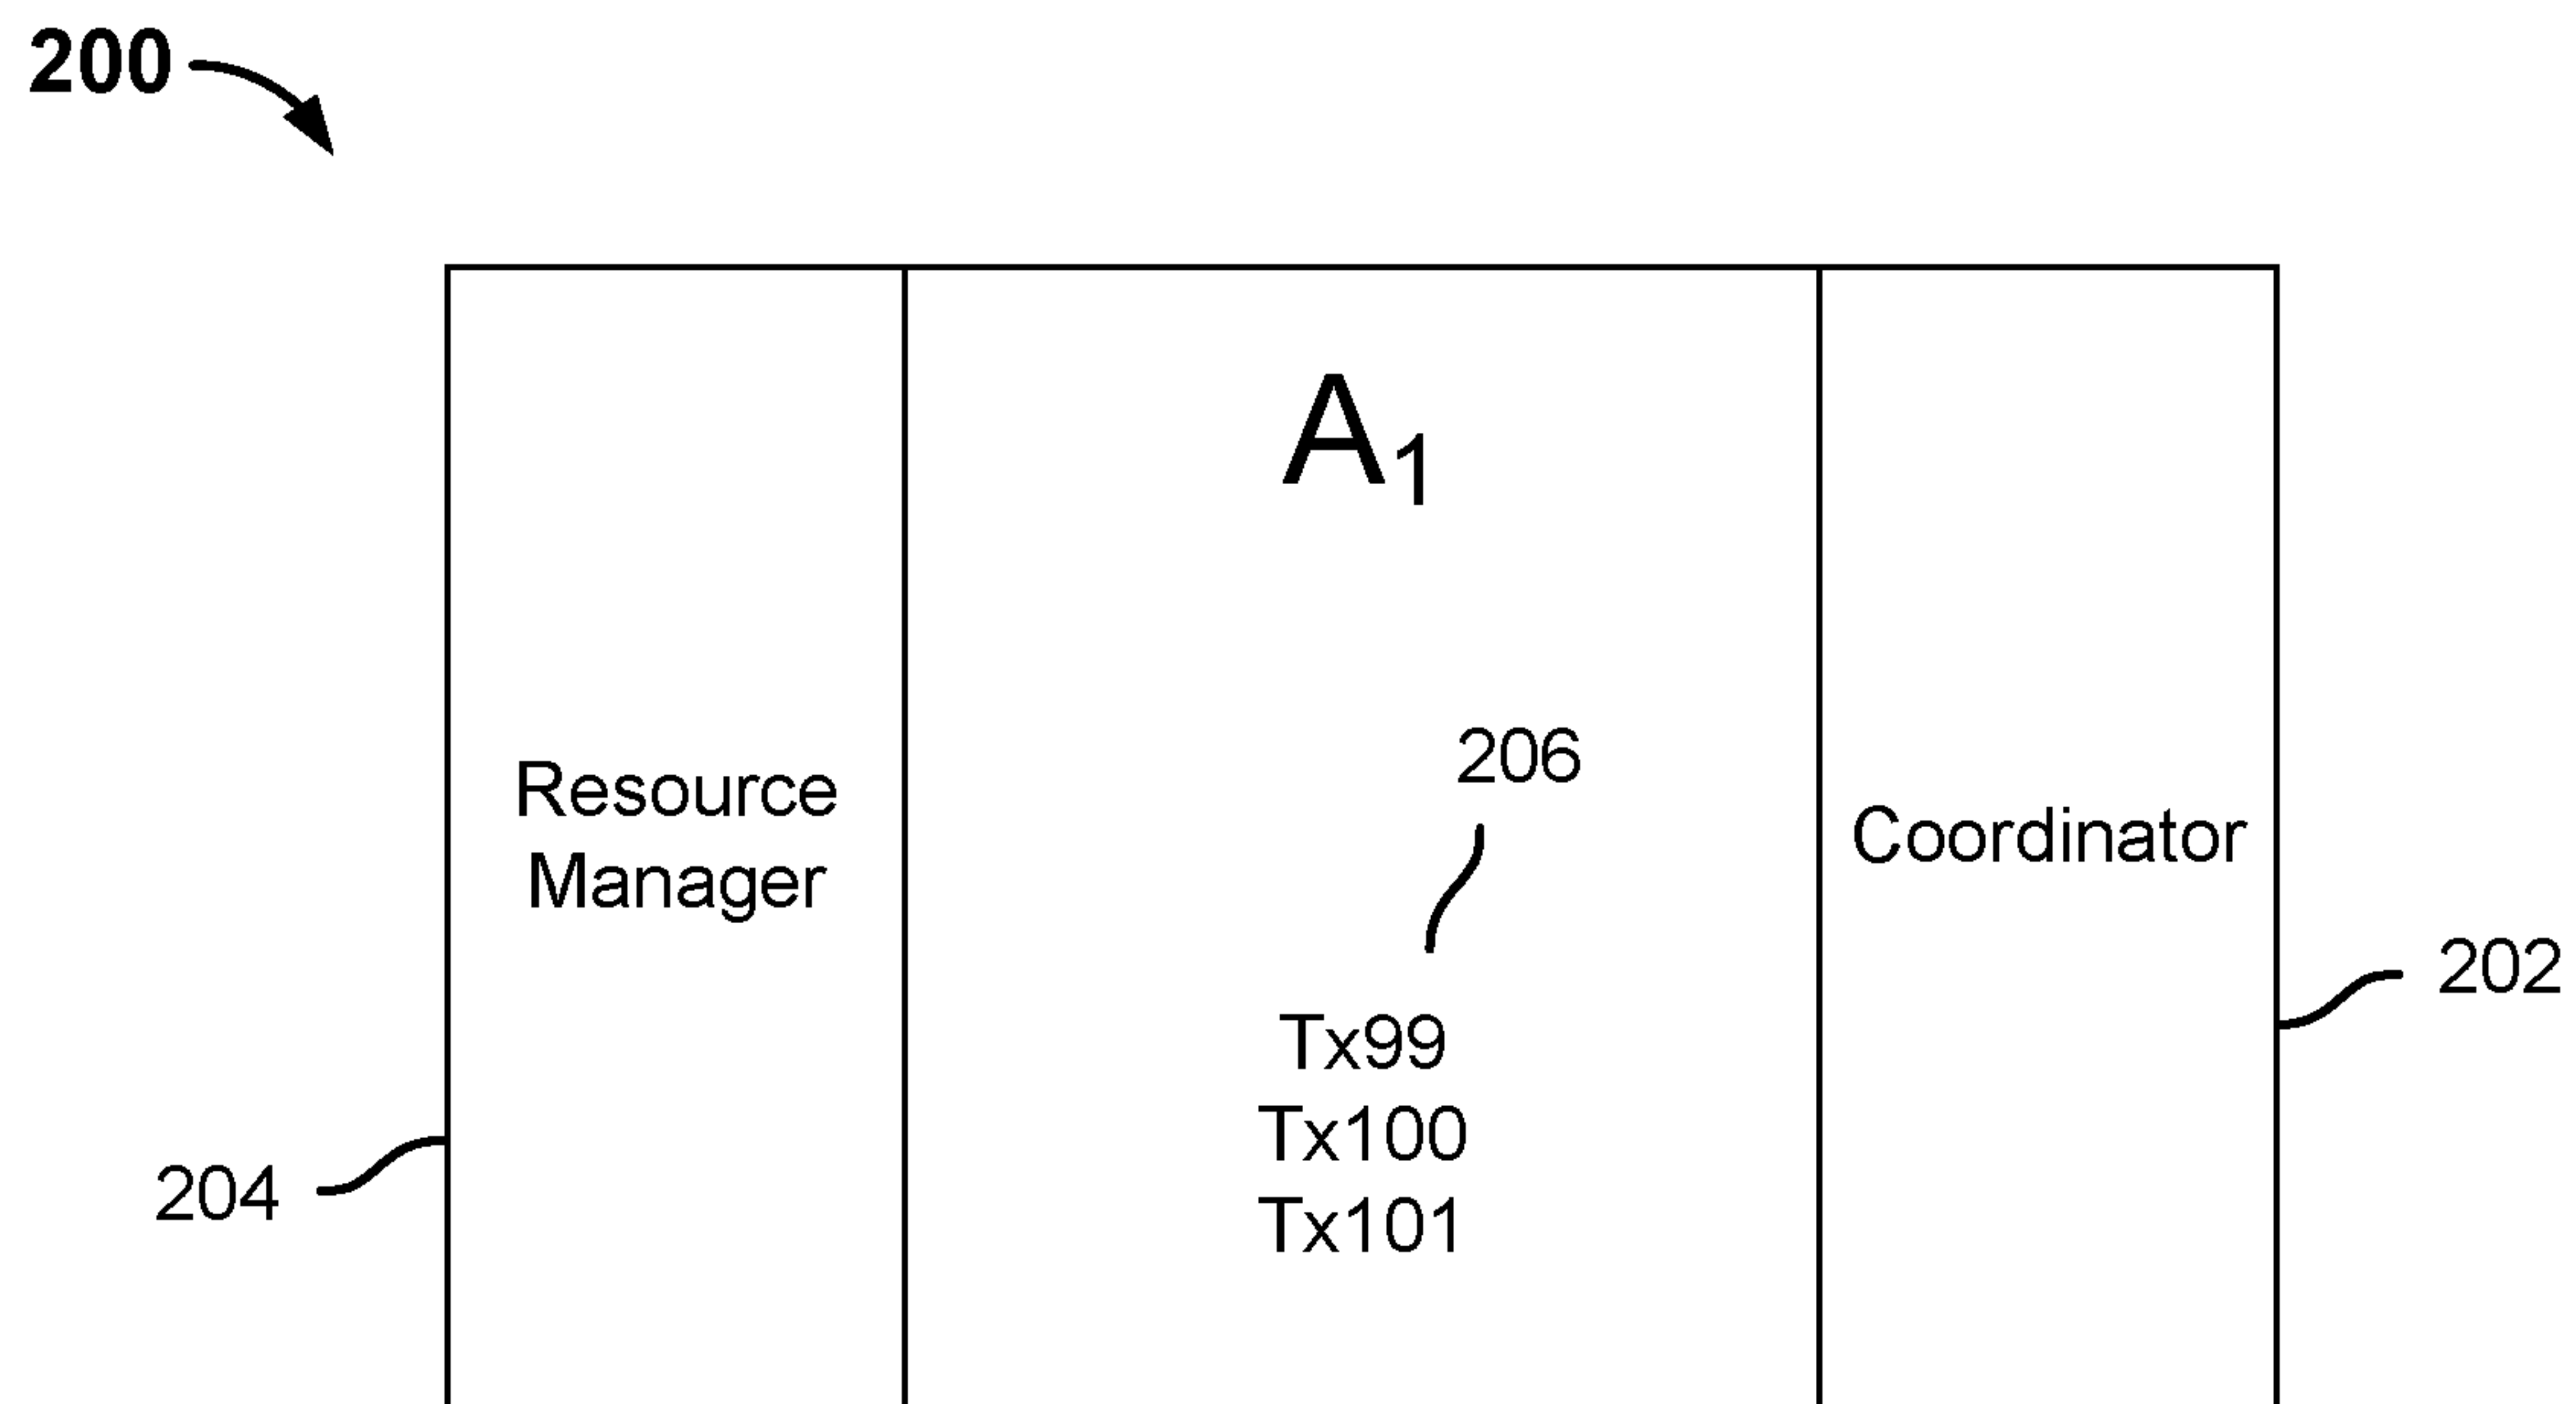 200
A₁
206
Resource
Manager
Coordinator
202
Tx99
Tx100
Tx101
204